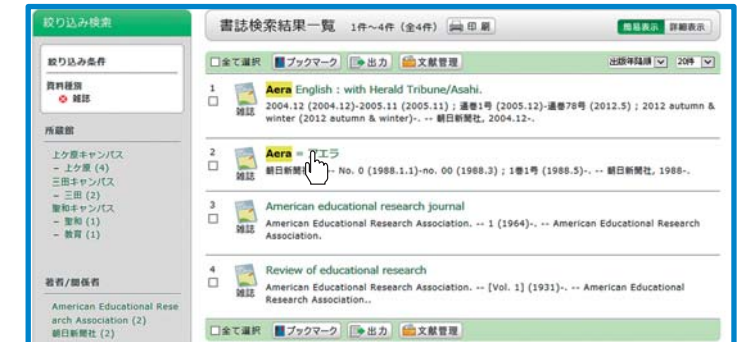 絞り込み検索
絞り込み条件
資料種別
雑誌
所蔵館
上ケ原キャンパス
- 上ケ原 (4)
三田キャンパス
- 三田 (2)
聖和キャンパス
- 聖和 (1)
- 教育 (1)
著者/関係者
American Educational Rese
arch Association (2)
朝日新聞社 (2)
書誌検索結果一覧 1件～4件 (全4件) 印刷 簡易表示 詳細表示
全て選択 ブックマーク 出力 文献管理 出版年降順 20件
1 Aera English : with Herald Tribune/Asahi.
雑誌
2004.12 (2004.12)-2005.11 (2005.11) ; 通巻1号 (2005.12)-通巻78号 (2012.5) ; 2012 autumn &
winter (2012 autumn & winter)-. -- 朝日新聞社, 2004.12-.
2 Aera = アエラ
雑誌
朝日新聞 -- No. 0 (1988.1.1)-no. 00 (1988.3) ; 1巻1号 (1988.5)-. -- 朝日新聞社, 1988-.
3 American educational research journal
雑誌
American Educational Research Association. -- 1 (1964)-. -- American Educational Research
Association.
4 Review of educational research
雑誌
American Educational Research Association. -- [Vol. 1] (1931)-. -- American Educational
Research Association..
全て選択 ブックマーク 出力 文献管理